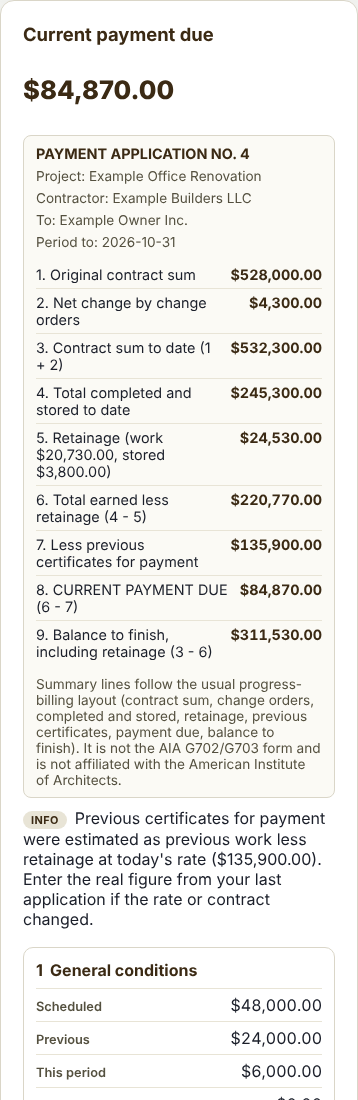 Current payment due
$84,870.00
PAYMENT APPLICATION NO. 4
Project: Example Office Renovation
Contractor: Example Builders LLC
To: Example Owner Inc.
Period to: 2026-10-31
1. Original contract sum $528,000.00
2. Net change by change $4,300.00
orders
3. Contract sum to date (1 $532,300.00
+ 2)
4. Total completed and $245,300.00
stored to date
5. Retainage (work $24,530.00
$20,730.00, stored
$3,800.00)
6. Total earned less $220,770.00
retainage (4 - 5)
7. Less previous $135,900.00
certificates for payment
8. CURRENT PAYMENT DUE $84,870.00
(6 - 7)
9. Balance to finish, $311,530.00
including retainage (3 - 6)
Summary lines follow the usual progress-
billing layout (contract sum, change orders,
completed and stored, retainage, previous
certificates, payment due, balance to
finish). It is not the AIA G702/G703 form and
is not affiliated with the American Institute
of Architects.
INFO Previous certificates for payment
were estimated as previous work less
retainage at today's rate ($135,900.00).
Enter the real figure from your last
application if the rate or contract
changed.
1 General conditions
Scheduled $48,000.00
Previous $24,000.00
This period $6,000.00